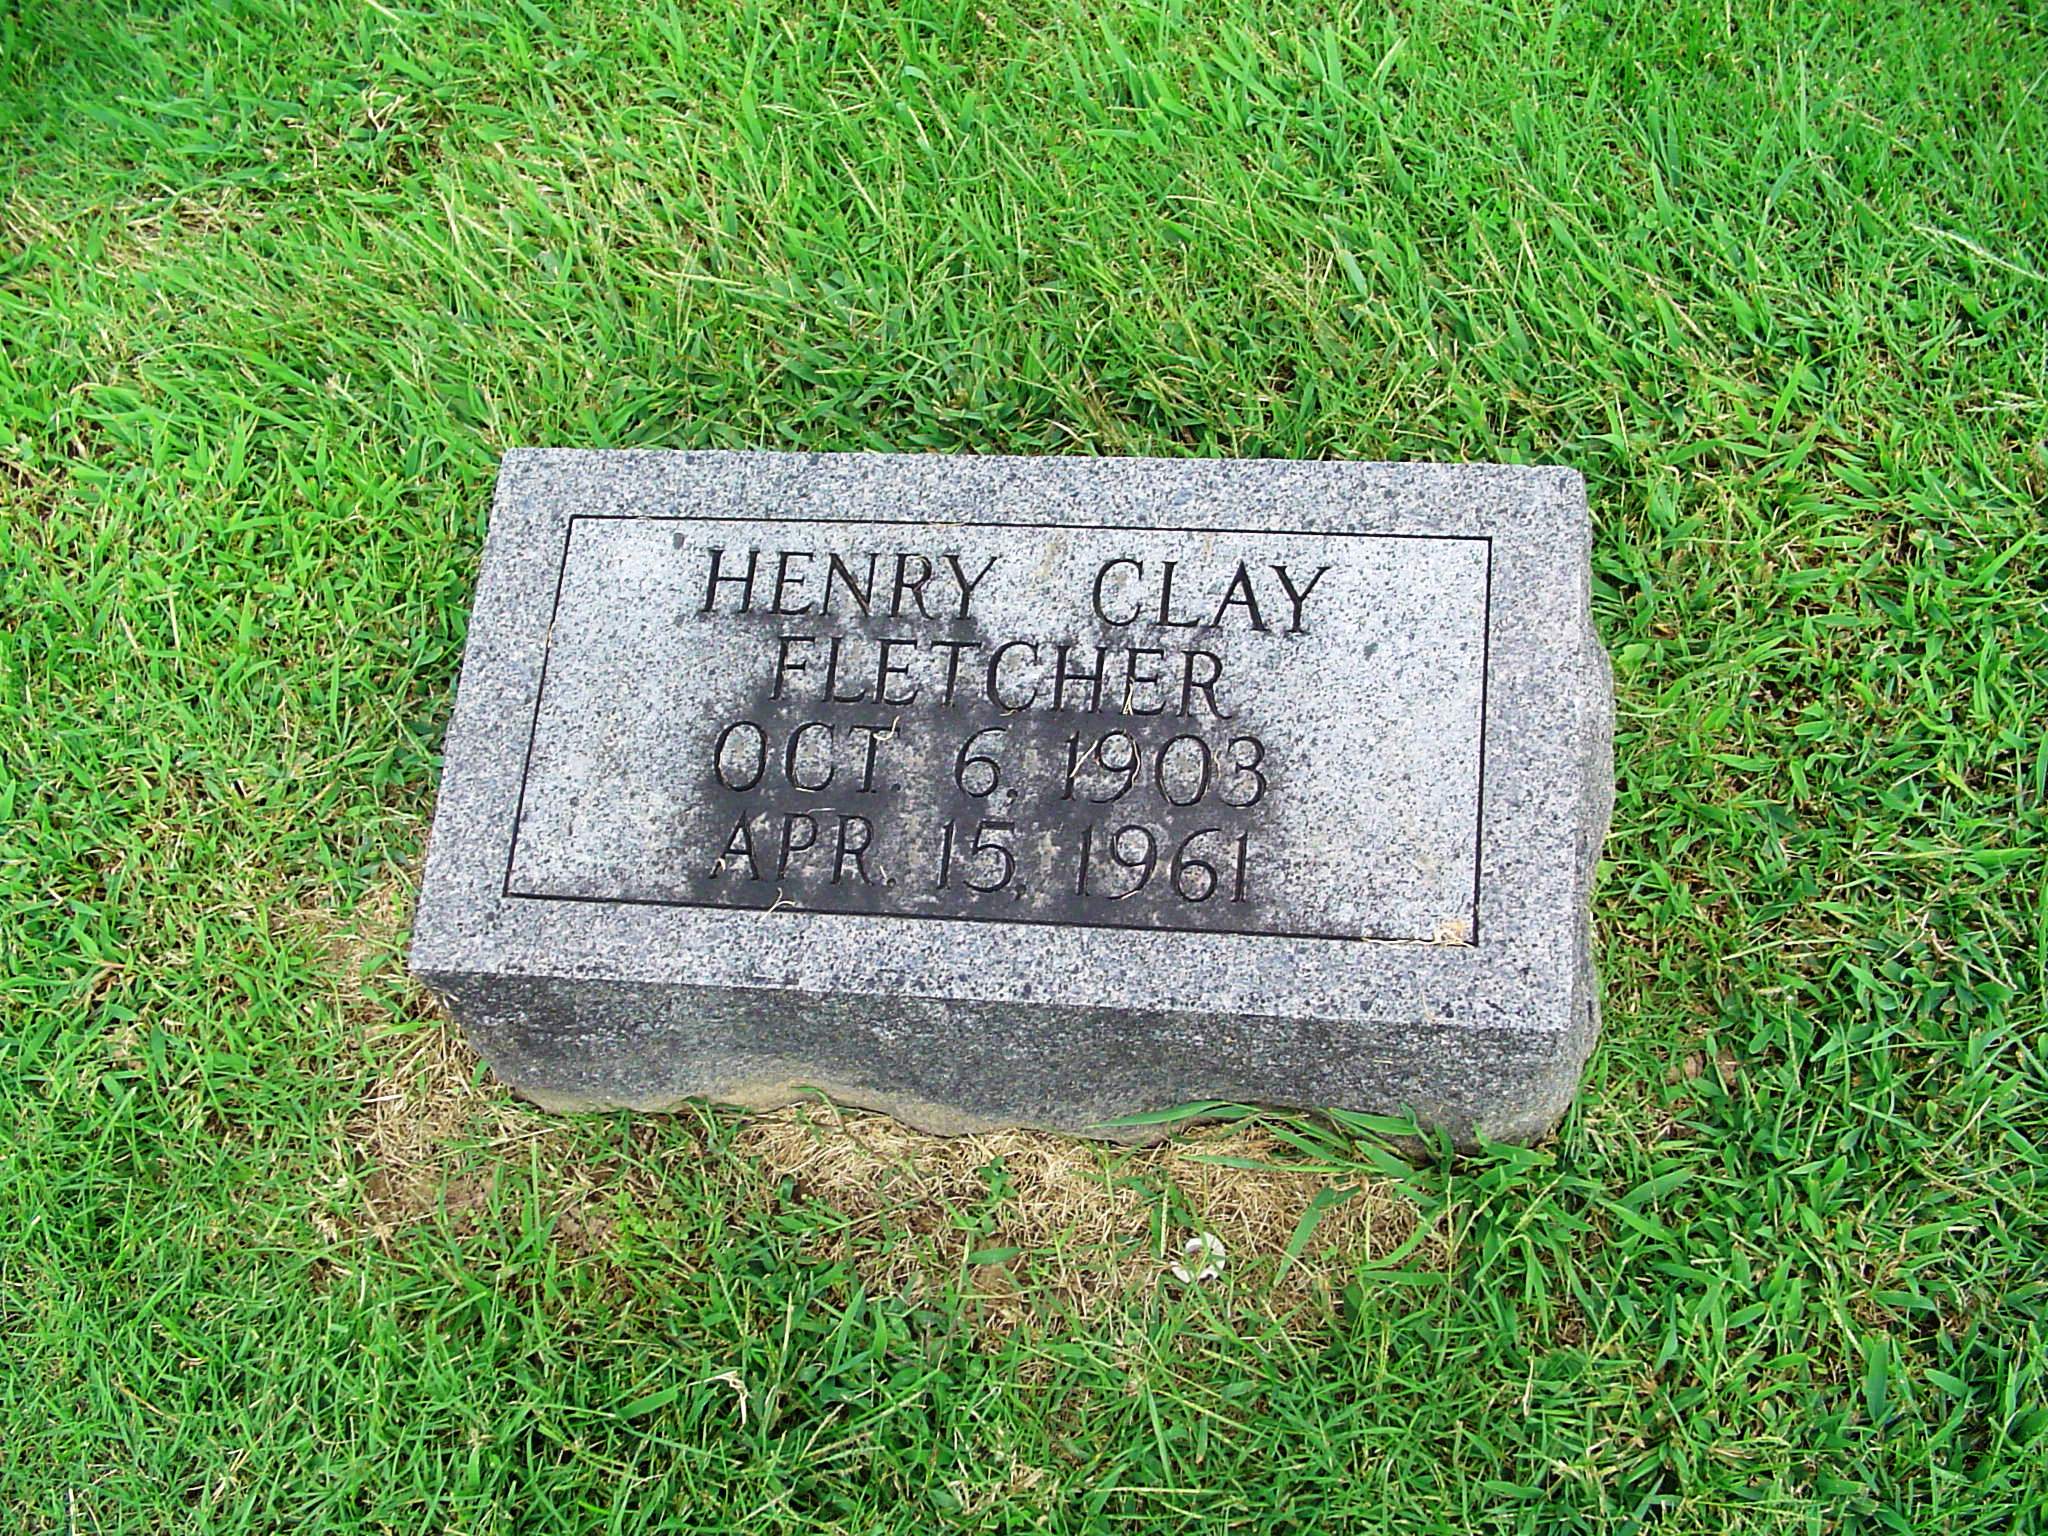 HENRY CLAY
FLETCHER
OCT. 6, 1903
APR. 15, 1961